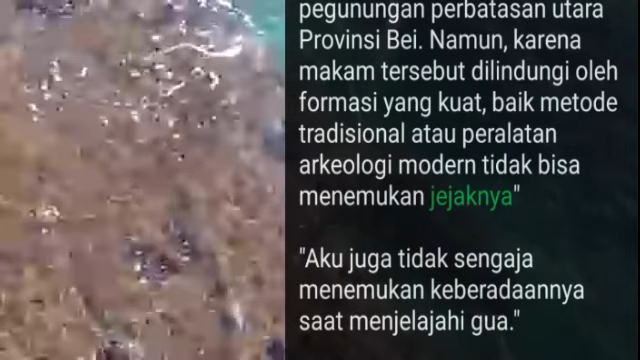 pegunungan perbatasan utara
Provinsi Bei. Namun, karena
makam tersebut dilindungi oleh
formasi yang kuat, baik metode
tradisional atau peralatan
arkeologi modern tidak bisa
menemukan jejaknya"
"Aku juga tidak sengaja
menemukan keberadaannya
saat menjelajahi gua."